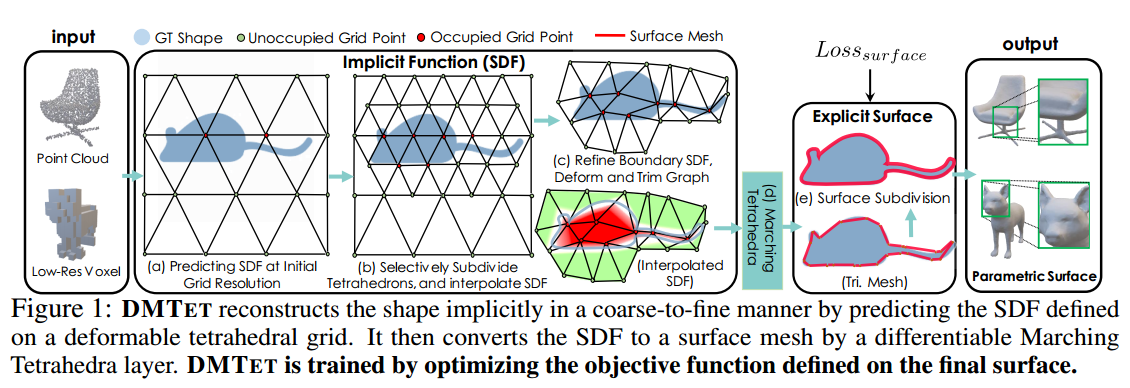 input
GT Shape
Unoccupied Grid Point
Occupied Grid Point
Surface Mesh
Implicit Function (SDF)
Point Cloud
Low-Res Voxel
(a) Predicting SDF at Initial
Grid Resolution
(b) Selectively Subdivide
Tetrahedrons, and interpolate SDF
(c) Refine Boundary SDF,
Deform and Trim Graph
(Interpolated
SDF)
(d) Marching
Tetrahedra
Loss_surface
Explicit Surface
(e) Surface Subdivision
(Tri. Mesh)
output
Parametric Surface
Figure 1: DMTET reconstructs the shape implicitly in a coarse-to-fine manner by predicting the SDF defined
on a deformable tetrahedral grid. It then converts the SDF to a surface mesh by a differentiable Marching
Tetrahedra layer. DMTET is trained by optimizing the objective function defined on the final surface.